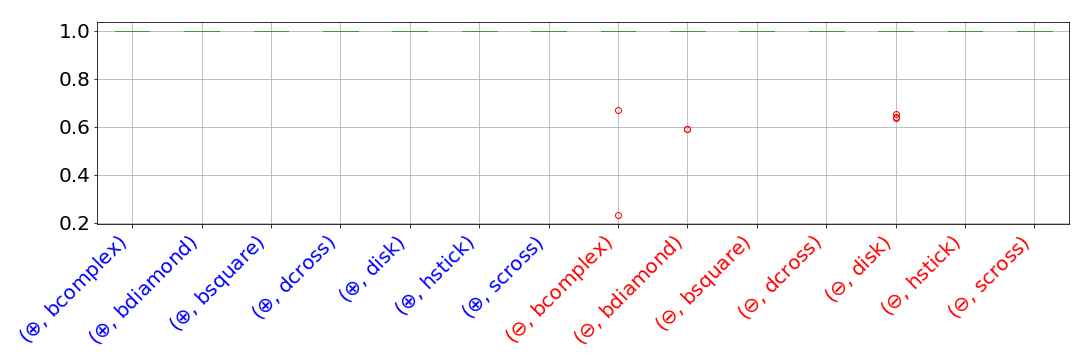 1.0
0.8
0.6
0.4
0.2
(⊕, bcomplex)
(⊕, bdiamond)
(⊕, bsquare)
(⊕, dcross)
(⊕, disk)
(⊕, hstick)
(⊕, scross)
(⊖, bcomplex)
(⊖, bdiamond)
(⊖, bsquare)
(⊖, dcross)
(⊖, disk)
(⊖, hstick)
(⊖, scross)